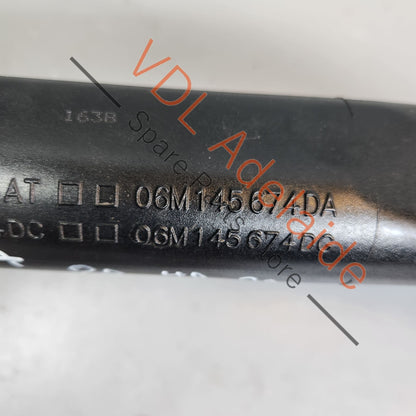 1638
AT 06M145674DA
DC 06M145674DC
VDL Adelaide
Spare Parts Store